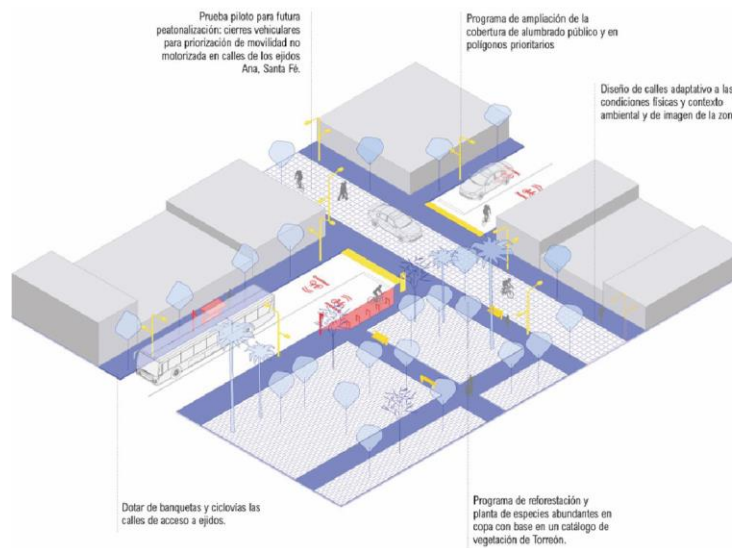 Prueba piloto para futura
peatonalización: cierres vehiculares
para priorización de movilidad no
motorizada en calles de los ejidos
Ana, Santa Fé.
Programa de ampliación de la
cobertura de alumbrado público y en
polígonos prioritarios
Diseño de calles adaptativo a las
condiciones físicas y contexto
ambiental y de imagen de la zon
Dotar de banquetas y ciclovías las
calles de acceso a ejidos.
Programa de reforestación y
planta de especies abundantes en
copa con base en un catálogo de
vegetación de Torreón.